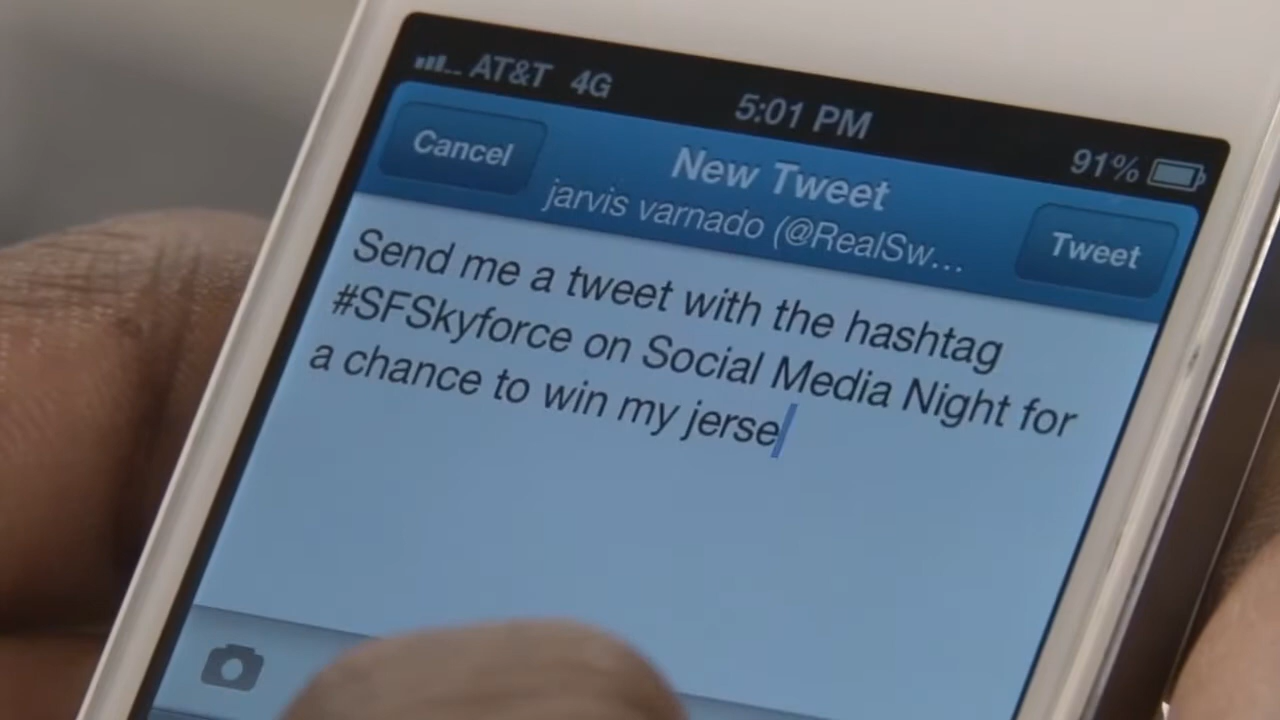 AT&T 4G 5:01 PM 91%
Cancel New Tweet Tweet
jarvis varnado (@RealSw...
Send me a tweet with the hashtag
#SFSkyforce on Social Media Night for
a chance to win my jerse